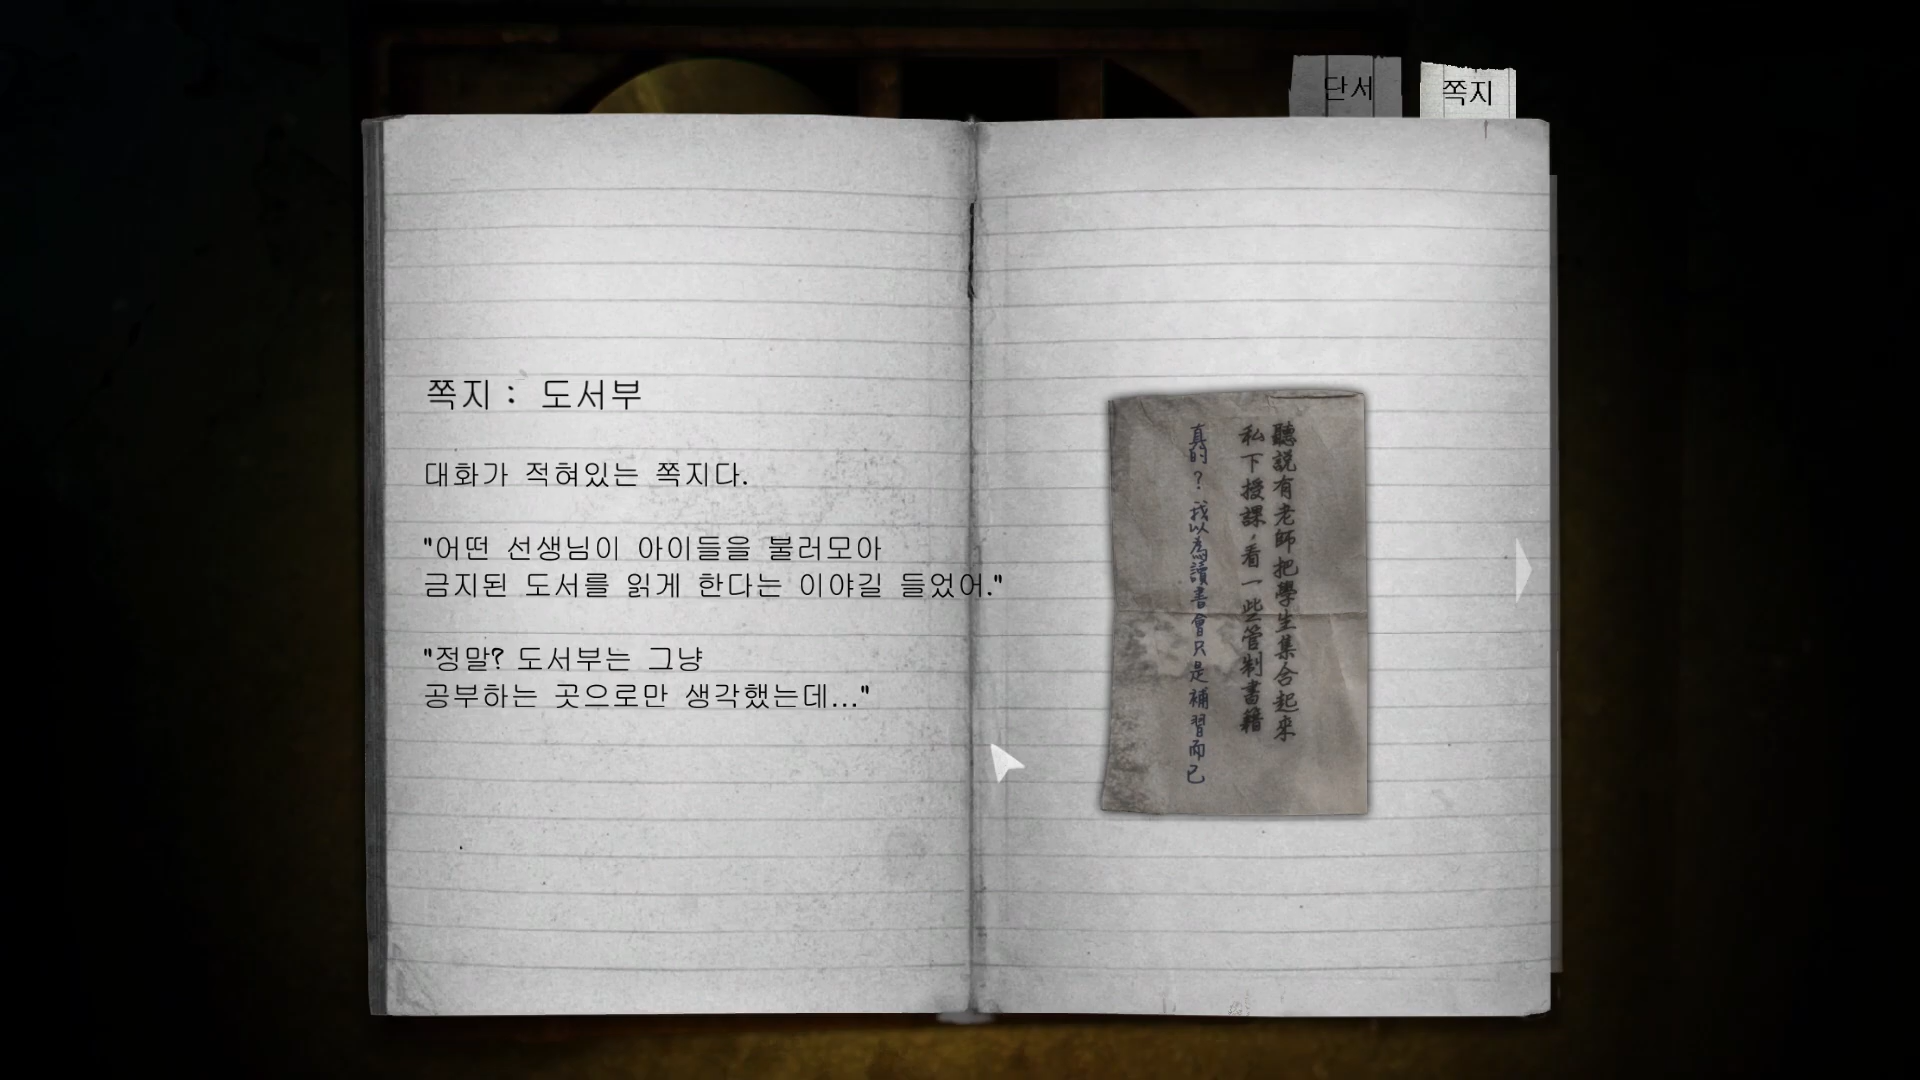 단서
쪽지
쪽지 : 도서부
대화가 적혀있는 쪽지다.
"어떤 선생님이 아이들을 불러모아
금지된 도서를 읽게 한다는 이야길 들었어."
"정말? 도서부는 그냥
공부하는 곳으로만 생각했는데..."
聽說有老師把學生集合起來
私下授課，看一些管制書籍
真的？我以為讀書會只是補習而已